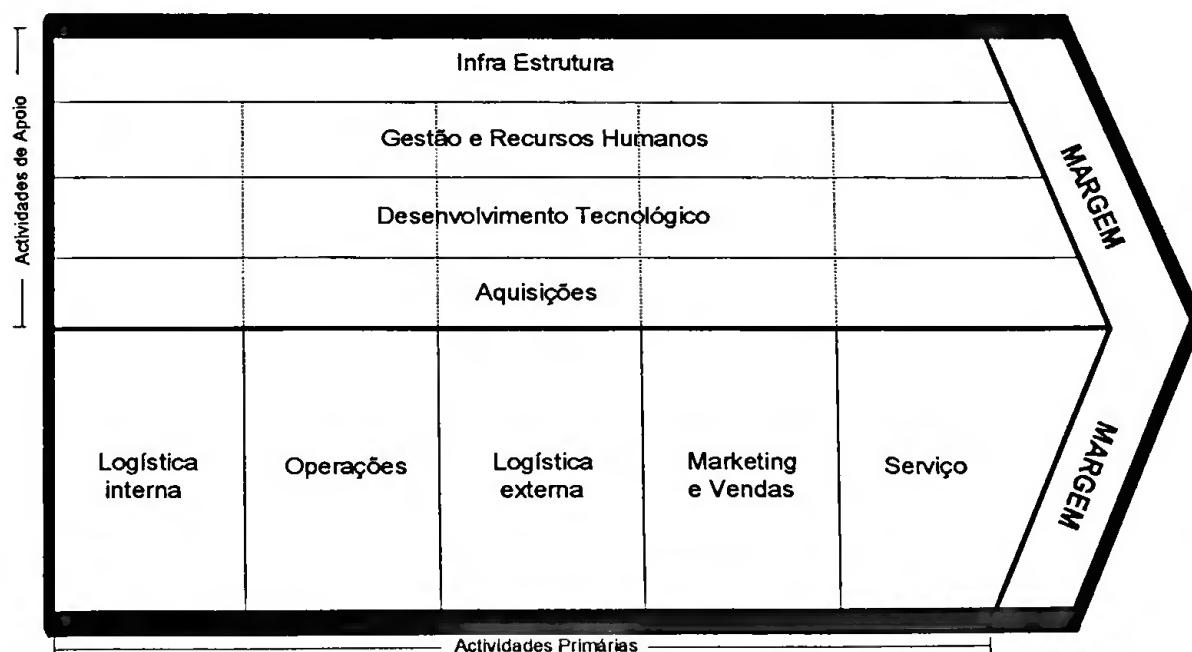 Infra Estrutura
Actividades de Apoio
Gestão e Recursos Humanos
Desenvolvimento Tecnológico
Aquisições
MARGEM
Logística
interna
Operações
Logística
externa
Marketing
e Vendas
Serviço
MARGEM
Actividades Primárias